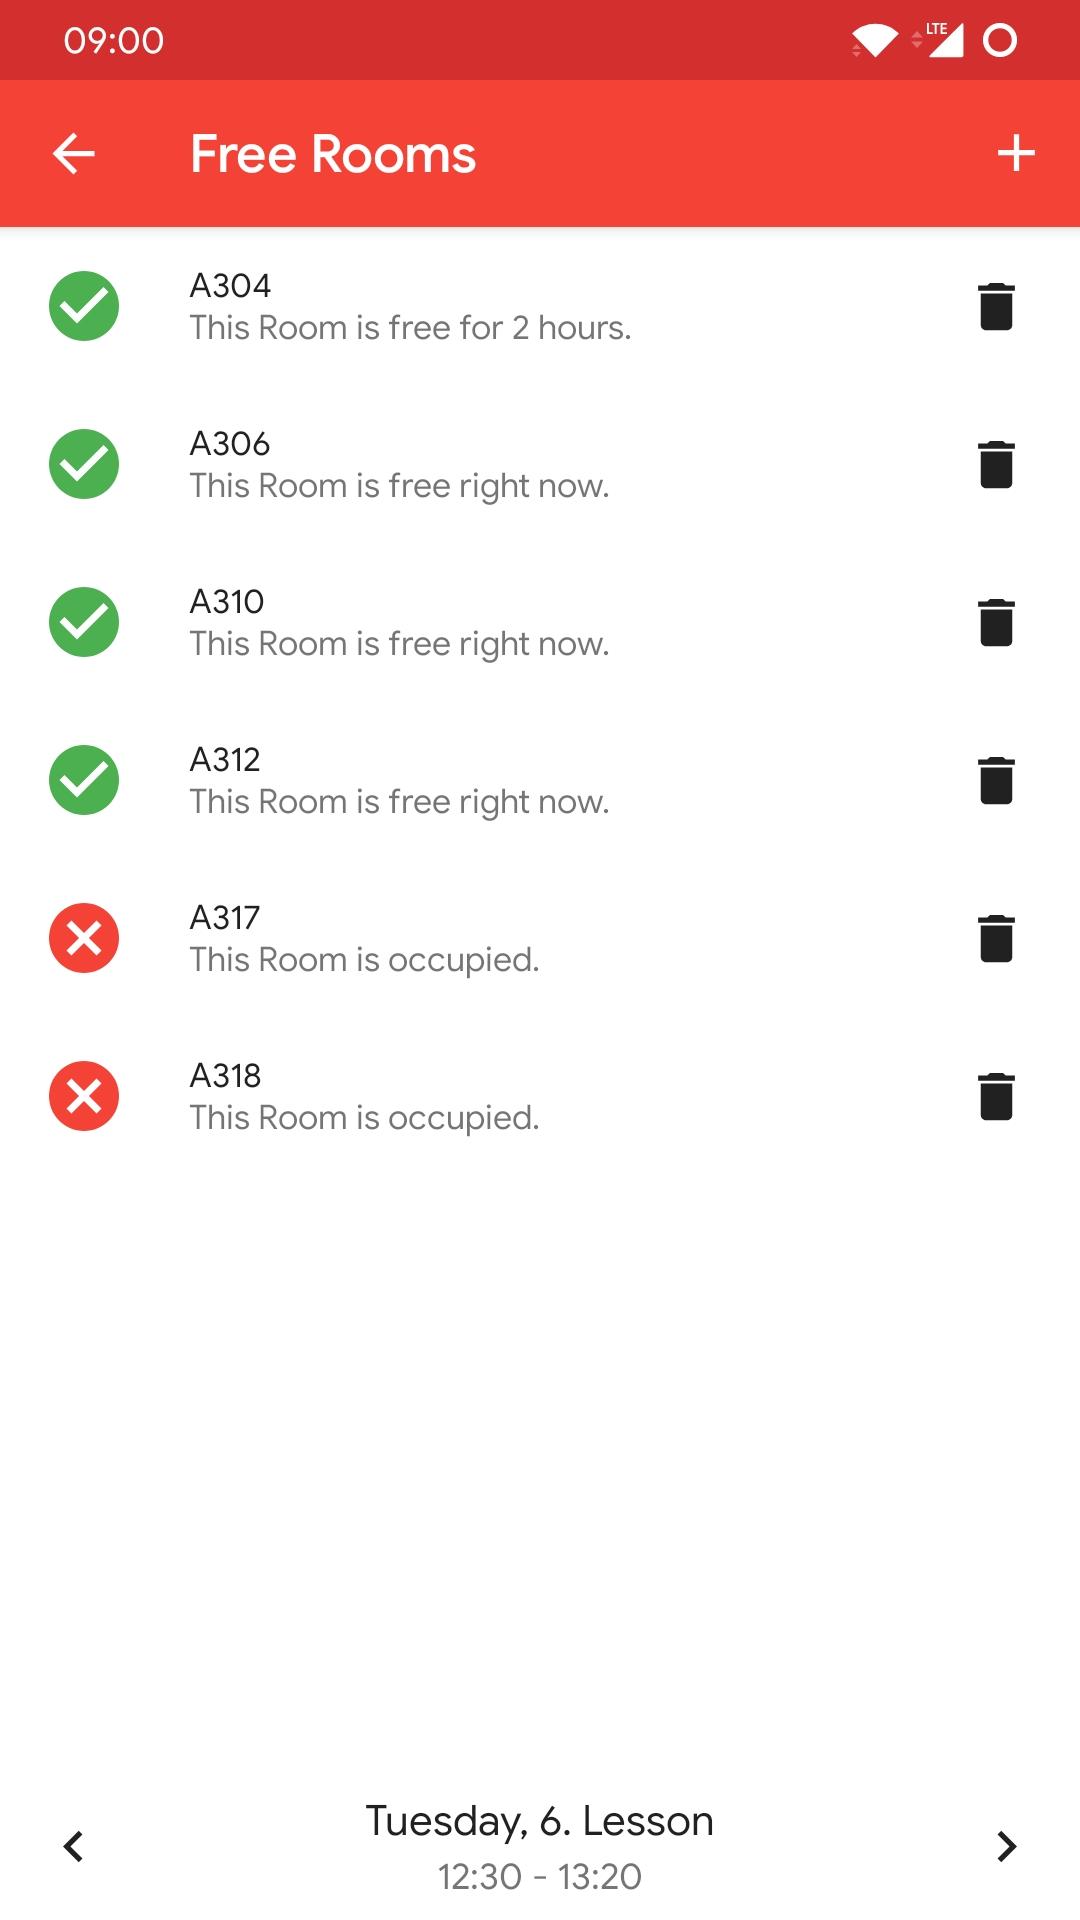 09:00
LTE
Free Rooms
A304
This Room is free for 2 hours.
A306
This Room is free right now.
A310
This Room is free right now.
A312
This Room is free right now.
A317
This Room is occupied.
A318
This Room is occupied.
Tuesday, 6. Lesson
12:30 - 13:20